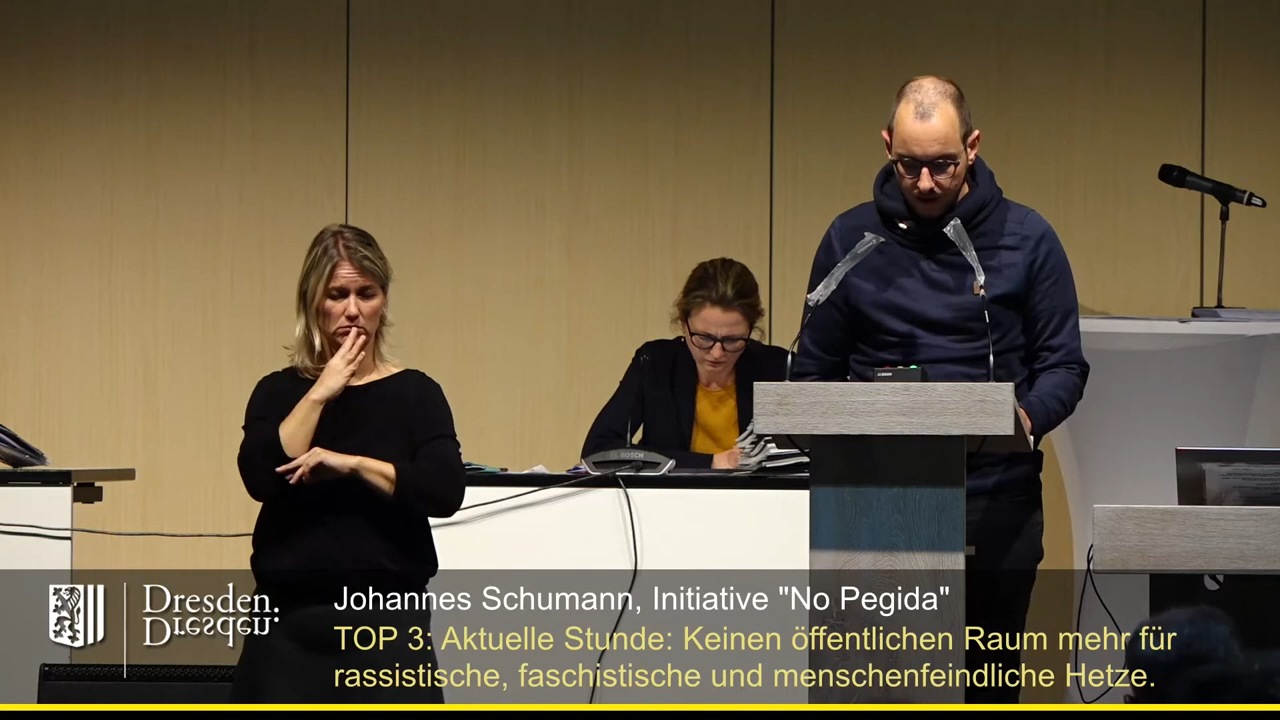 BOSCH
Dresden.
Dresden.
Johannes Schumann, Initiative "No Pegida"
TOP 3: Aktuelle Stunde: Keinen öffentlichen Raum mehr für
rassistische, faschistische und menschenfeindliche Hetze.